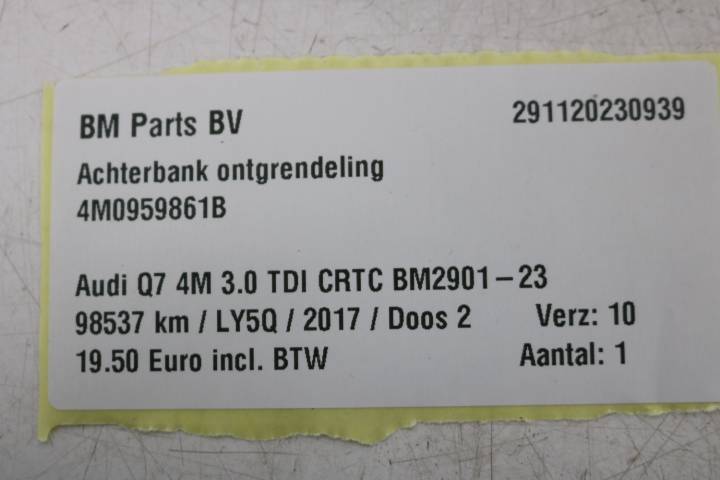 BM Parts BV 291120230939
Achterbank ontgrendeling
4M0959861B
Audi Q7 4M 3.0 TDI CRTC BM2901-23
98537 km / LY5Q / 2017 / Doos 2 Verz: 10
19.50 Euro incl. BTW Aantal: 1